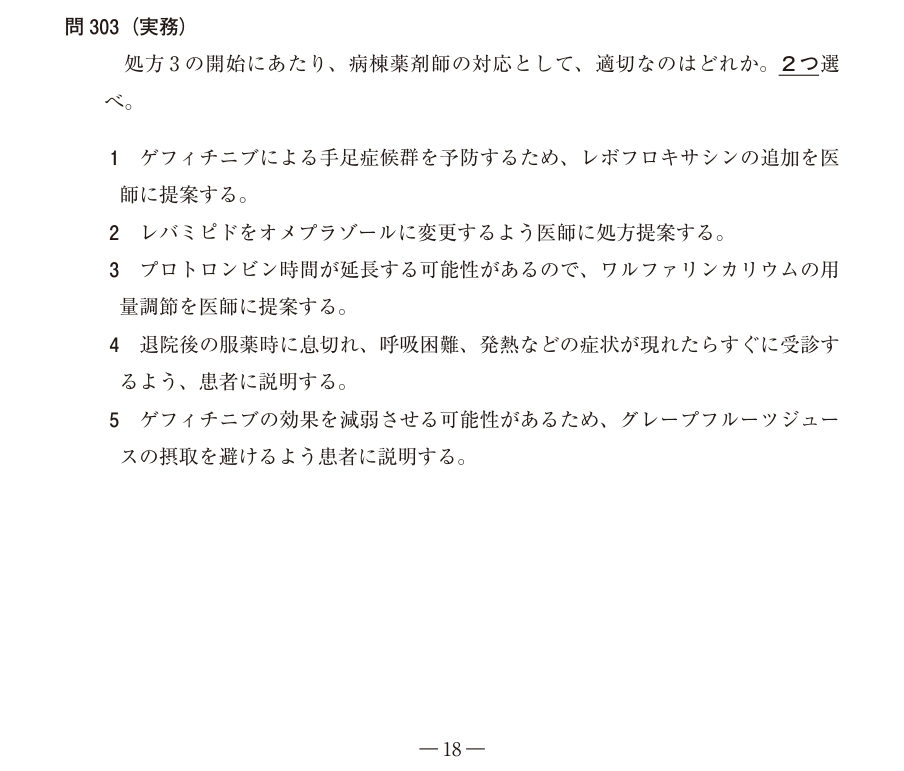 問 303（実務）
処方３の開始にあたり、病棟薬剤師の対応として、適切なのはどれか。２つ選
べ。
1　ゲフィチニブによる手足症候群を予防するため、レボフロキサシンの追加を医
師に提案する。
2　レバミピドをオメプラゾールに変更するよう医師に処方提案する。
3　プロトロンビン時間が延長する可能性があるので、ワルファリンカリウムの用
量調節を医師に提案する。
4　退院後の服薬時に息切れ、呼吸困難、発熱などの症状が現れたらすぐに受診す
るよう、患者に説明する。
5　ゲフィチニブの効果を減弱させる可能性があるため、グレープフルーツジュー
スの摂取を避けるよう患者に説明する。
― 18 ―